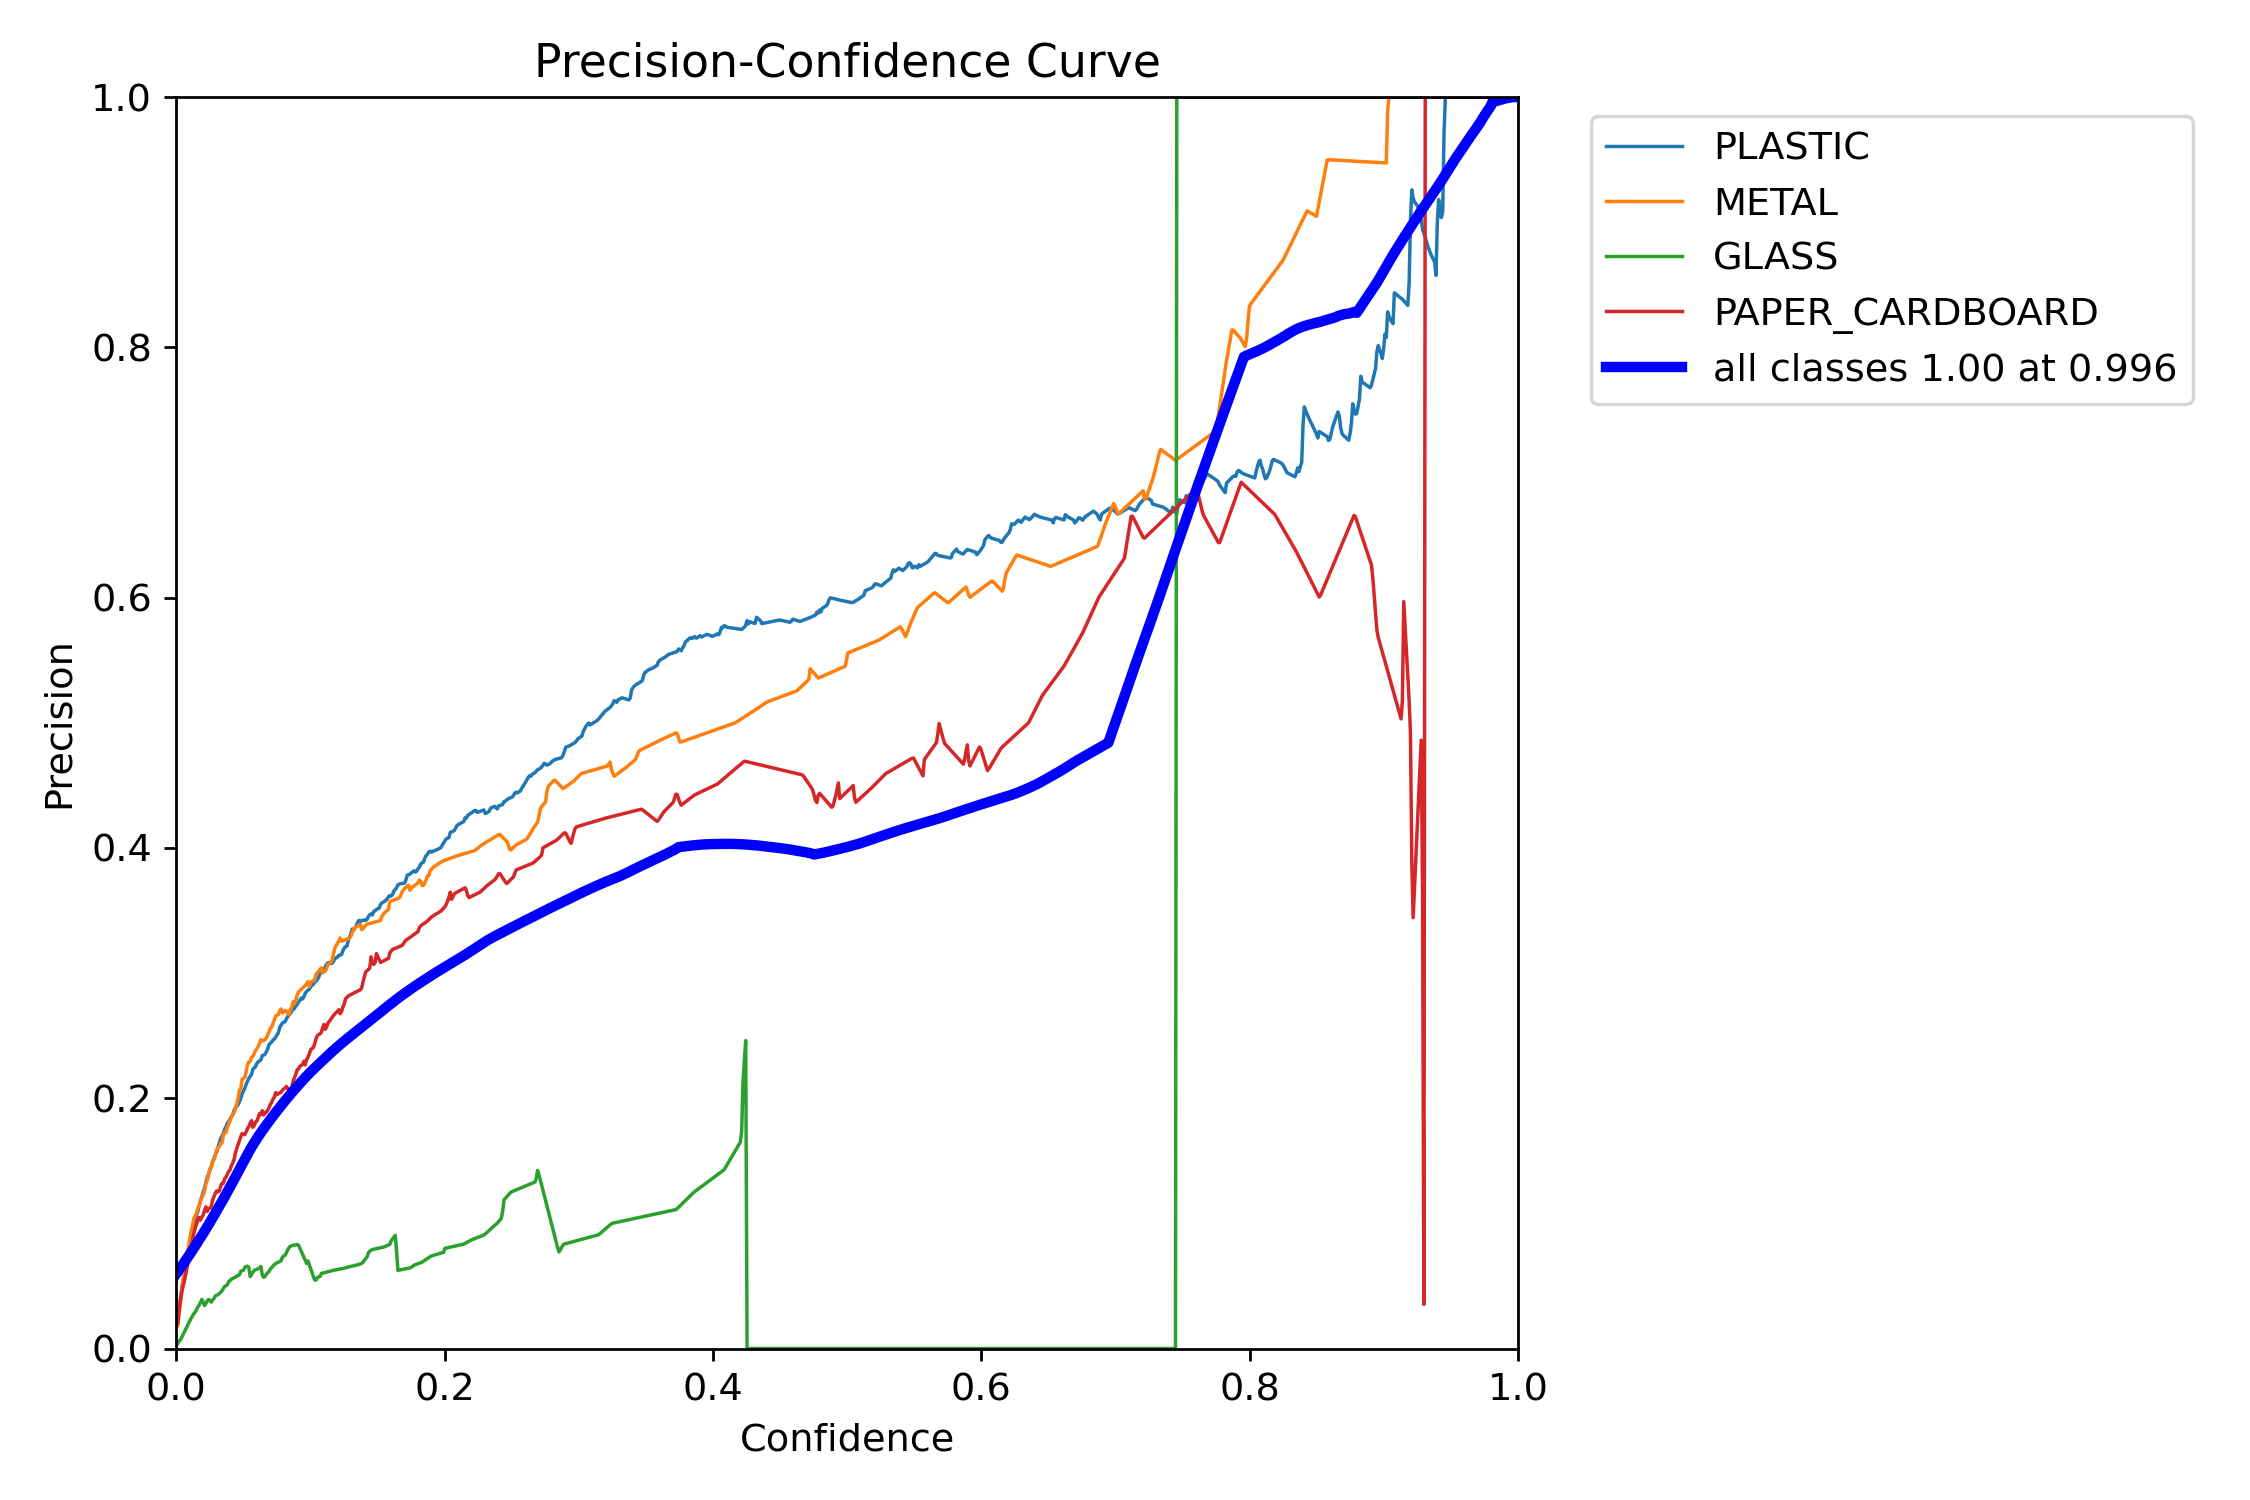 Precision-Confidence Curve
1.0
0.8
0.6
0.4
0.2
0.0
Precision
0.0 0.2 0.4 0.6 0.8 1.0
Confidence
PLASTIC
METAL
GLASS
PAPER_CARDBOARD
all classes 1.00 at 0.996